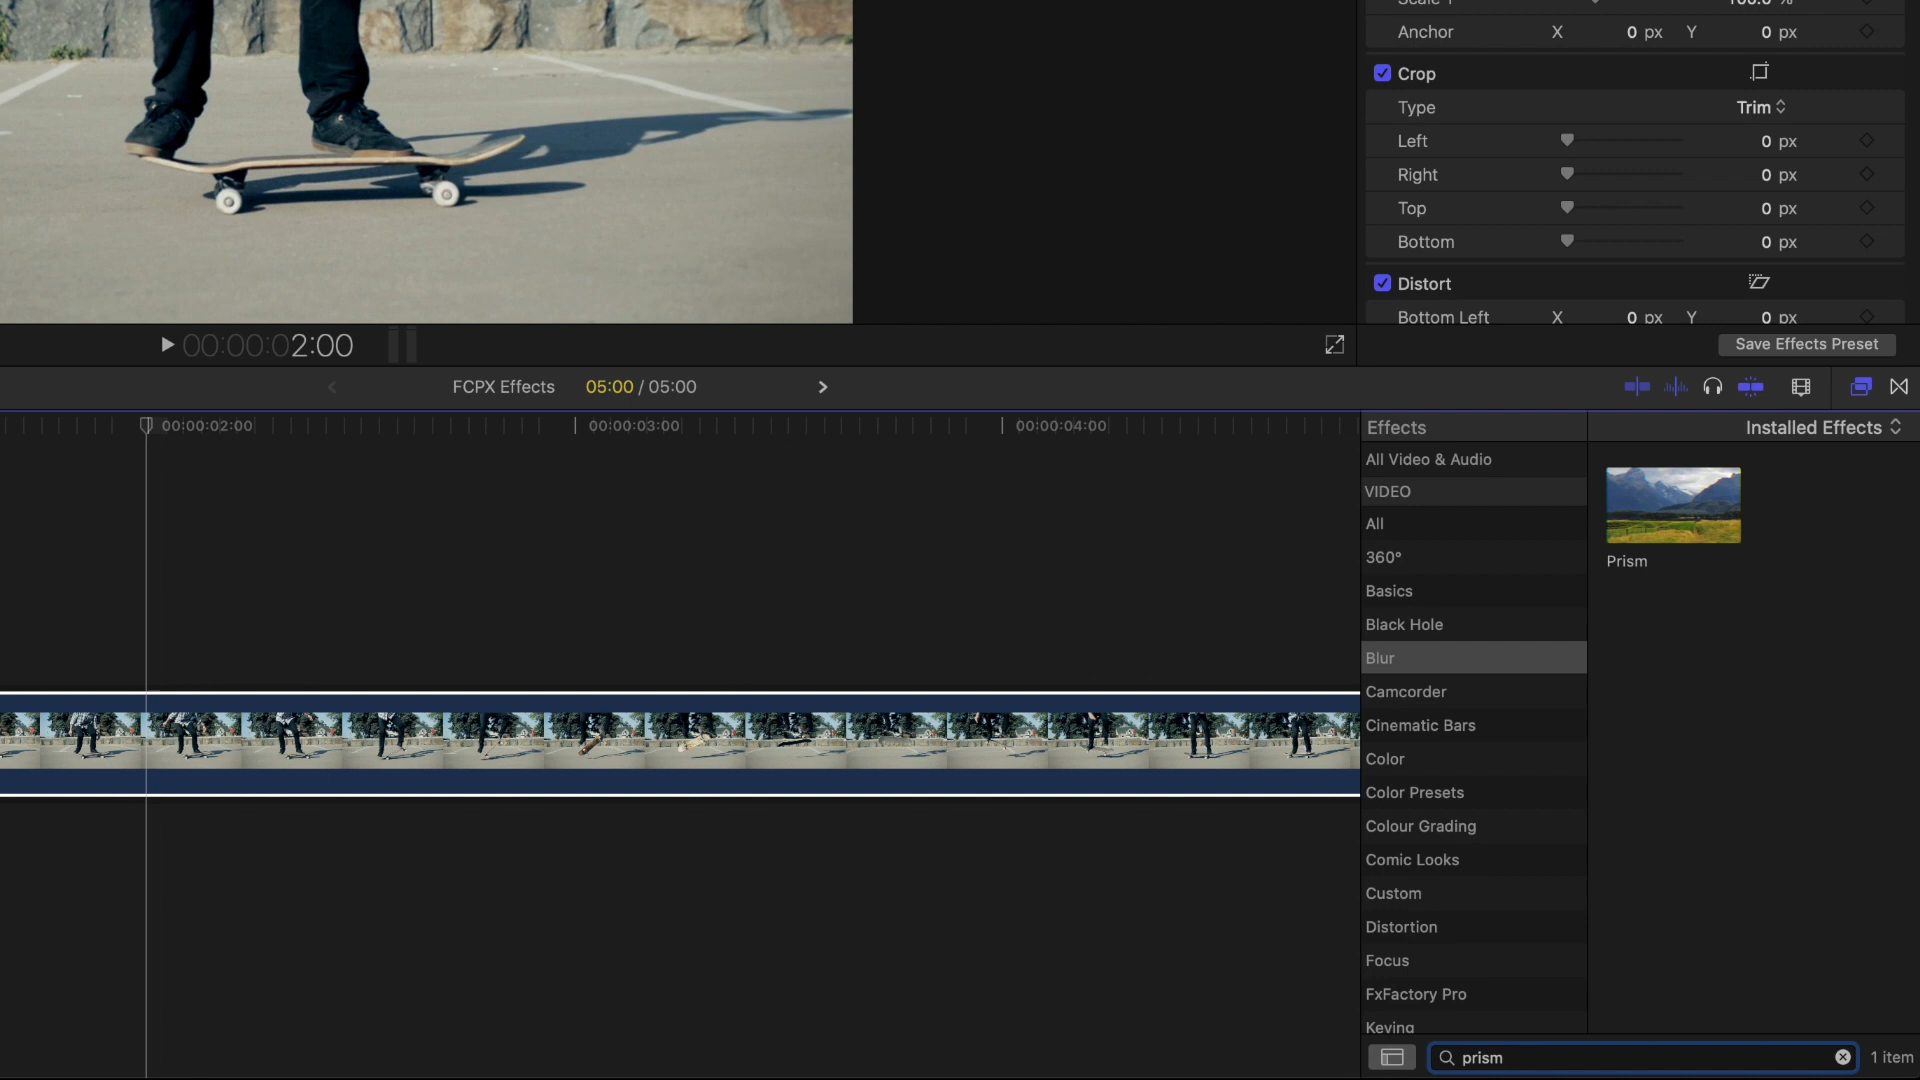 Scale Y 100.0 %
Anchor X 0 px Y 0 px
Crop
Type Trim
Left 0 px
Right 0 px
Top 0 px
Bottom 0 px
Distort
Bottom Left X 0 px Y 0 px
00:00:02:00
Save Effects Preset
FCPX Effects 05:00 / 05:00
00:00:02:00 00:00:03:00 00:00:04:00
Effects
Installed Effects
All Video & Audio
VIDEO
All
360°
Basics
Black Hole
Blur
Camcorder
Cinematic Bars
Color
Color Presets
Colour Grading
Comic Looks
Custom
Distortion
Focus
FxFactory Pro
Keying
Prism
prism
1 item